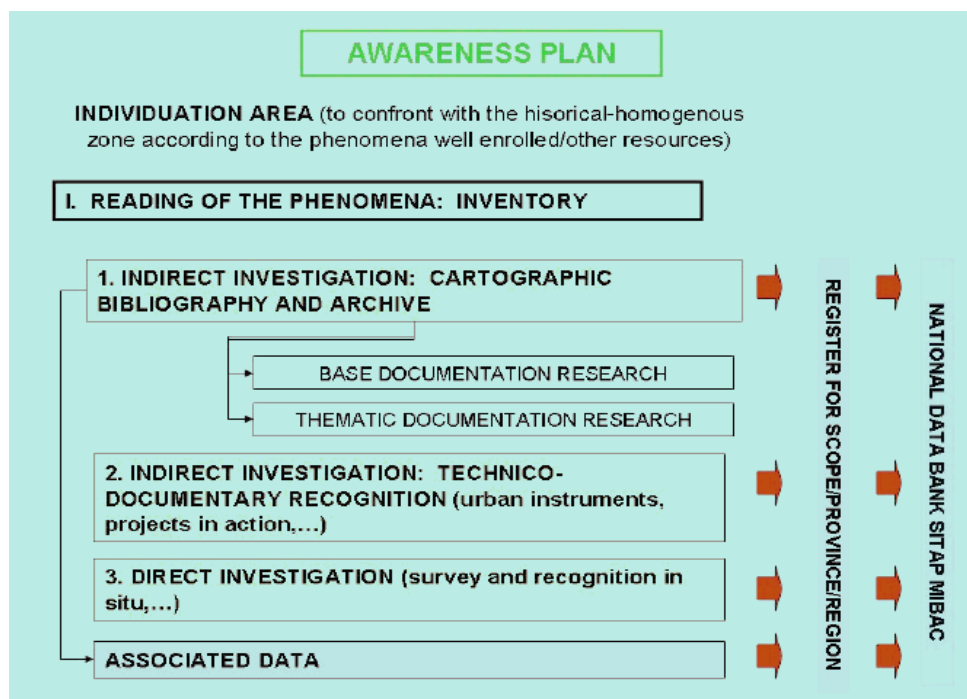 AWARENESS PLAN
INDIVIDUATION AREA (to confront with the hisorical-homogenous
zone according to the phenomena well enrolled/other resources)
I. READING OF THE PHENOMENA: INVENTORY
1. INDIRECT INVESTIGATION: CARTOGRAPHIC
BIBLIOGRAPHY AND ARCHIVE
BASE DOCUMENTATION RESEARCH
THEMATIC DOCUMENTATION RESEARCH
2. INDIRECT INVESTIGATION: TECHNICO-
DOCUMENTARY RECOGNITION (urban instruments,
projects in action,...)
3. DIRECT INVESTIGATION (survey and recognition in
situ,...)
ASSOCIATED DATA
REGISTER FOR SCOPE/PROVINCE/REGION
NATIONAL DATA BANK SITAP MIBAC